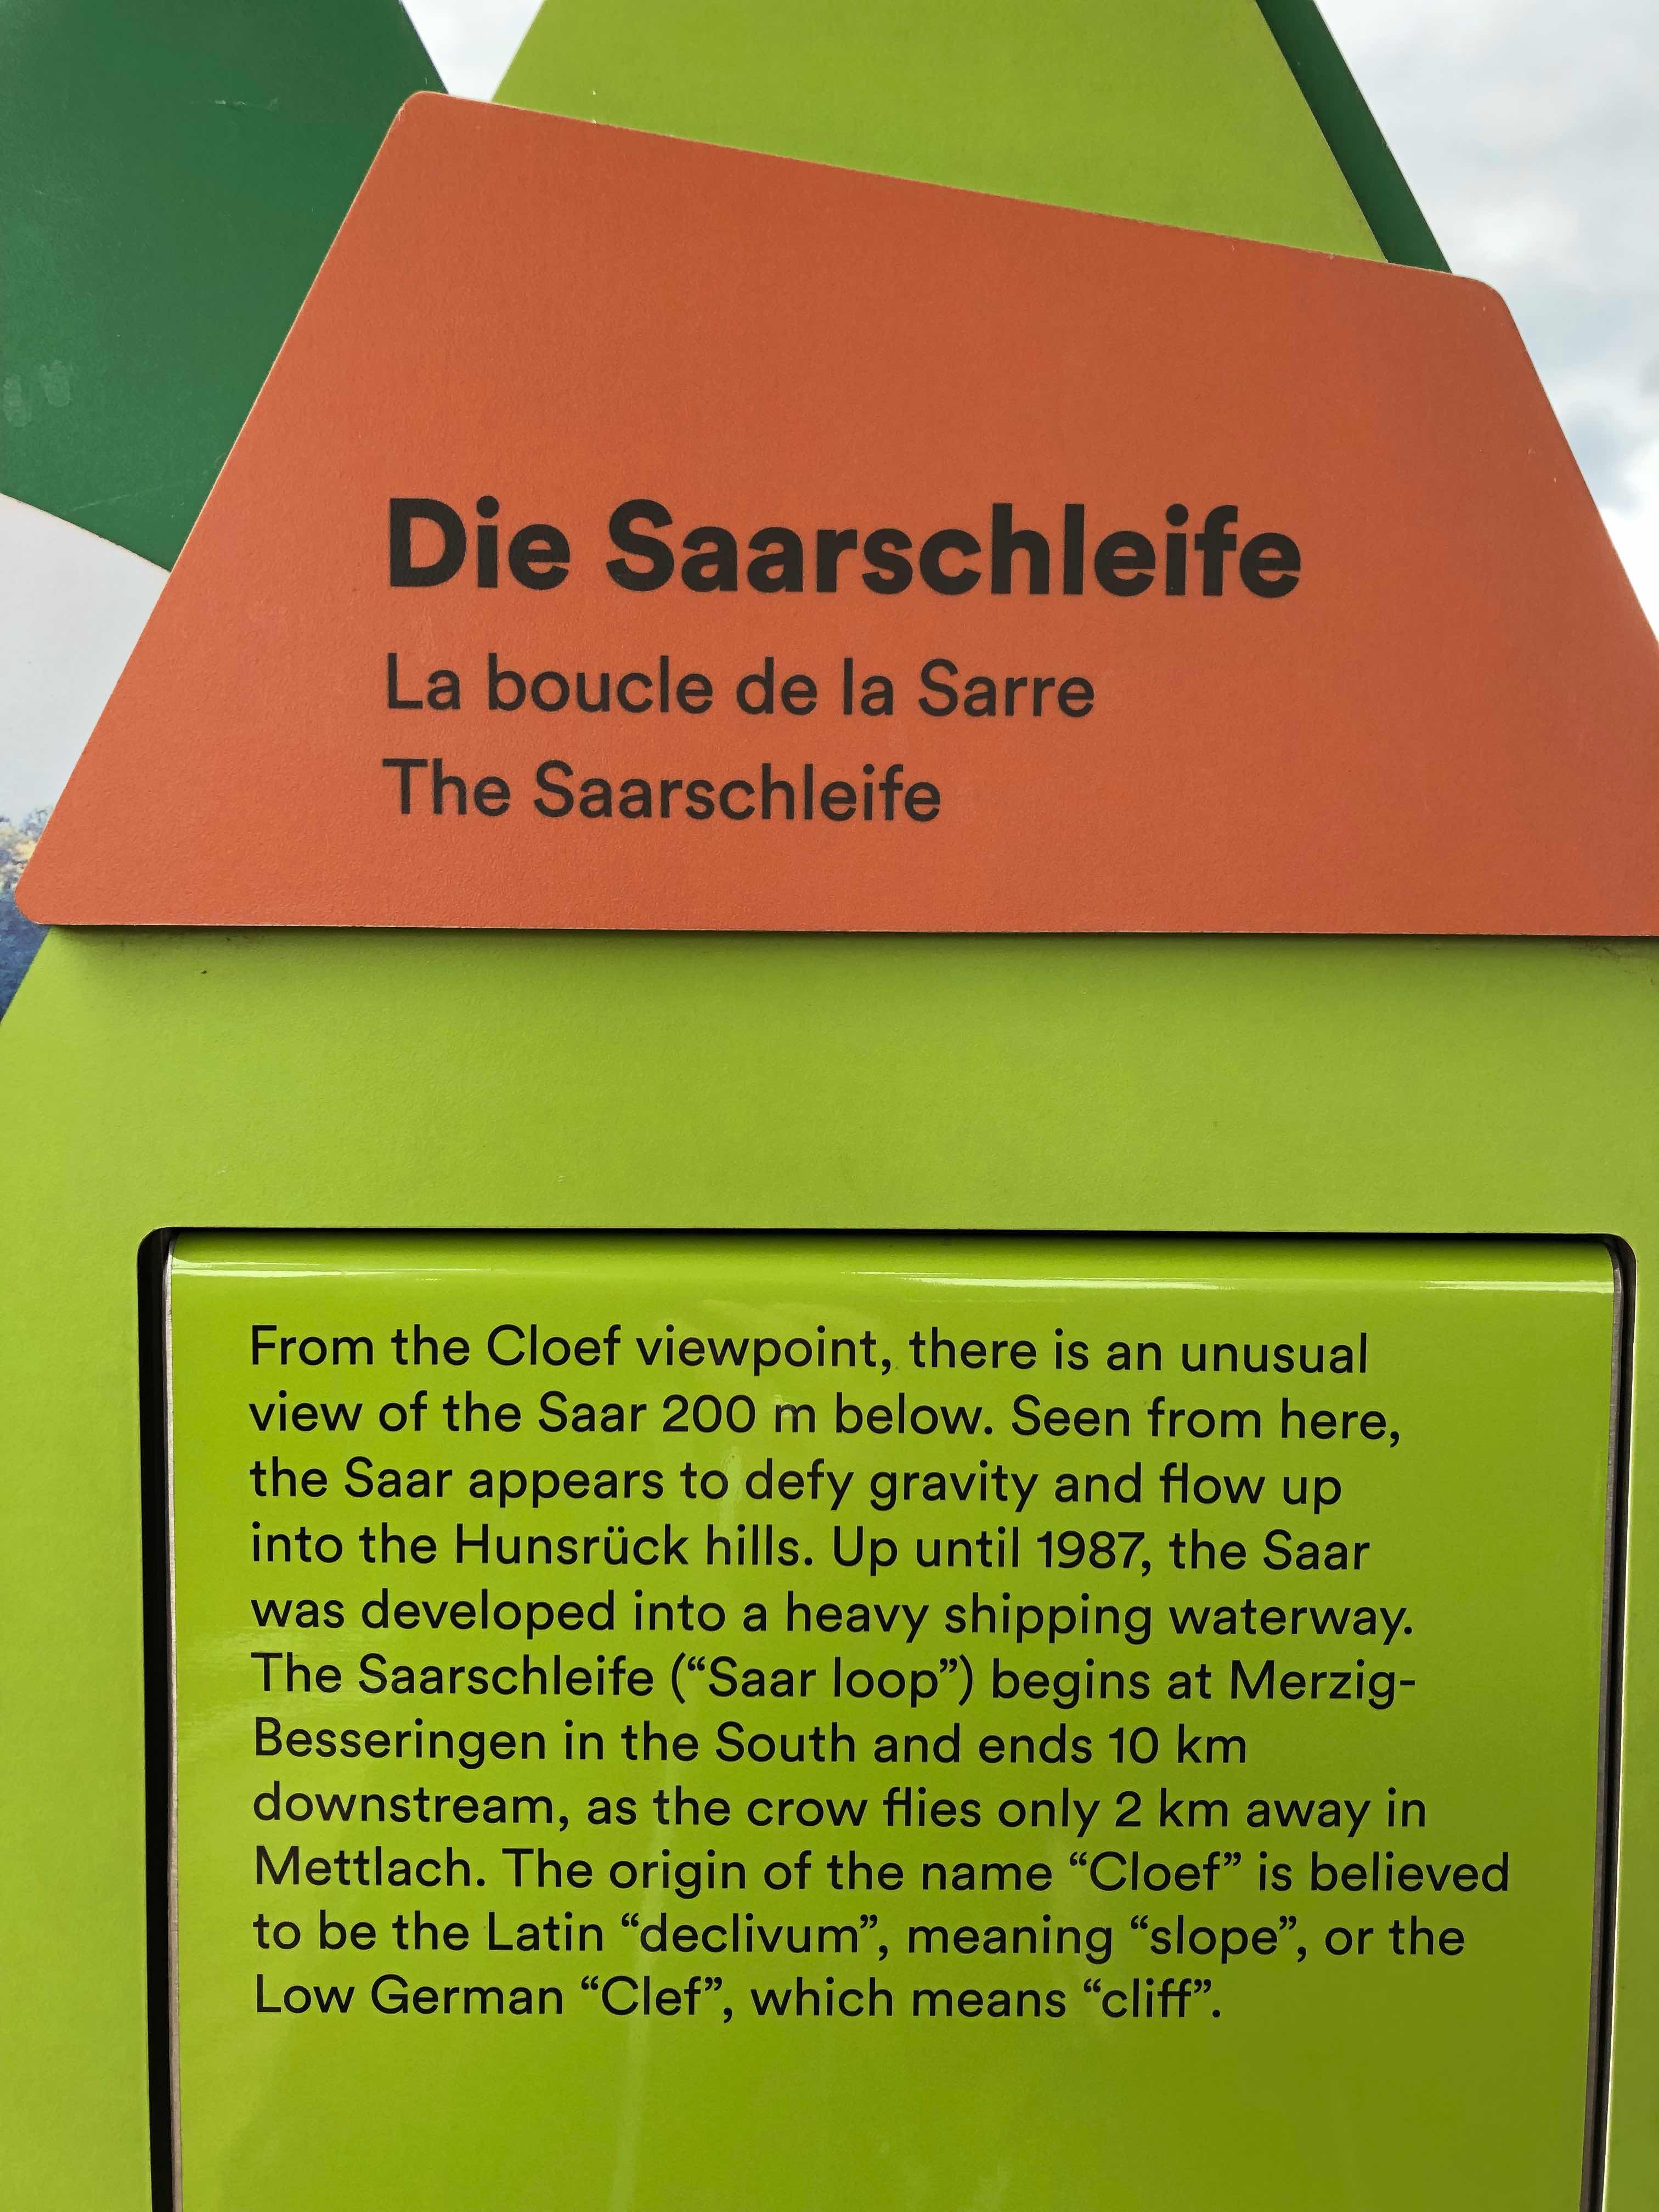 Die Saarschleife
La boucle de la Sarre
The Saarschleife
From the Cloef viewpoint, there is an unusual
view of the Saar 200 m below. Seen from here,
the Saar appears to defy gravity and flow up
into the Hunsrück hills. Up until 1987, the Saar
was developed into a heavy shipping waterway.
The Saarschleife (“Saar loop”) begins at Merzig-
Besseringen in the South and ends 10 km
downstream, as the crow flies only 2 km away in
Mettlach. The origin of the name “Cloef” is believed
to be the Latin “declivum”, meaning “slope”, or the
Low German “Clef”, which means “cliff”.